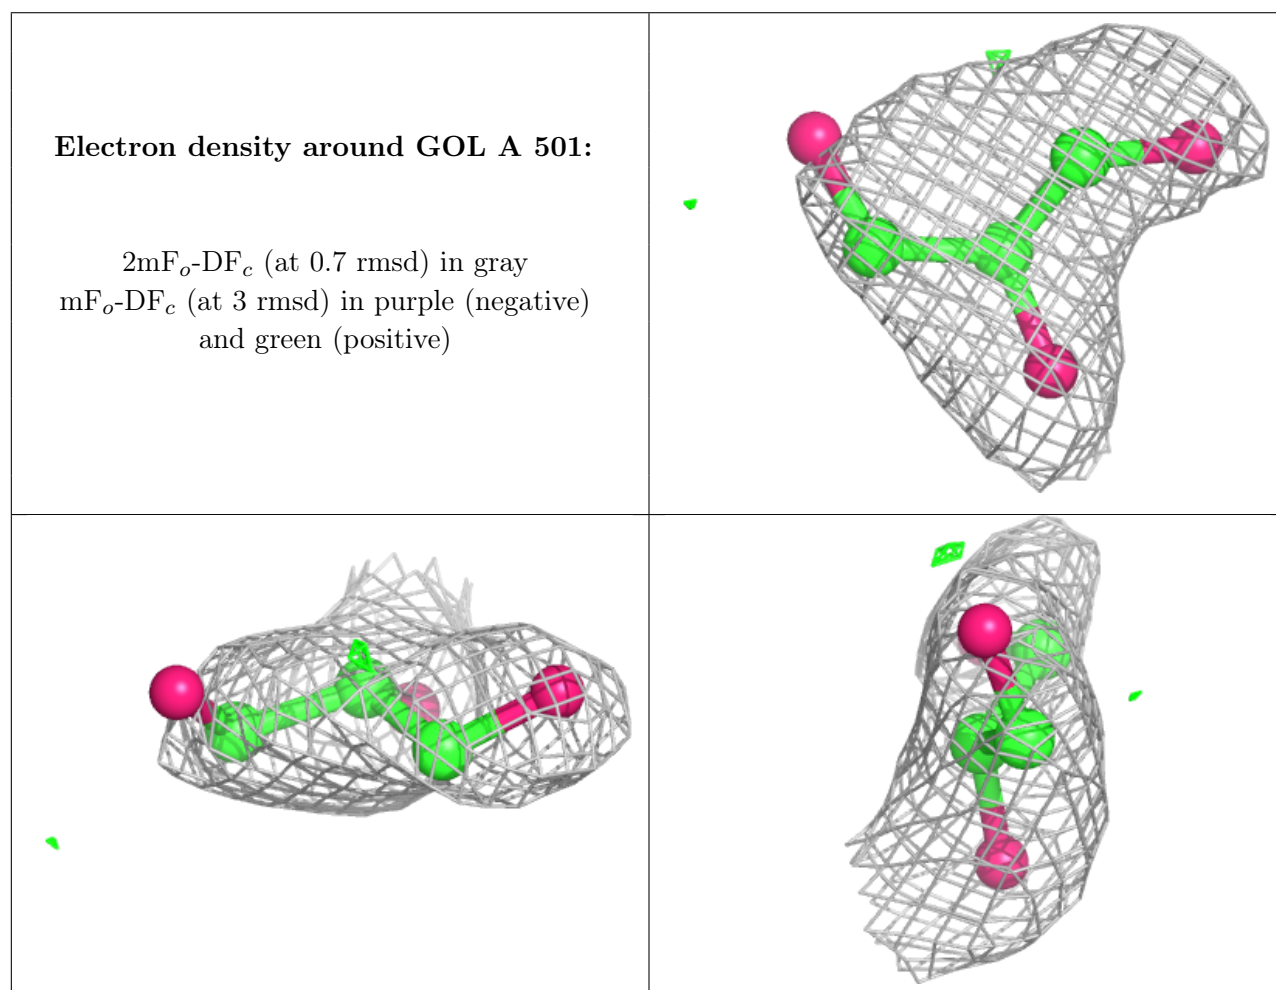 Electron density around GOL A 501:
2mFo-DFc (at 0.7 rmsd) in gray
mFo-DFc (at 3 rmsd) in purple (negative)
and green (positive)